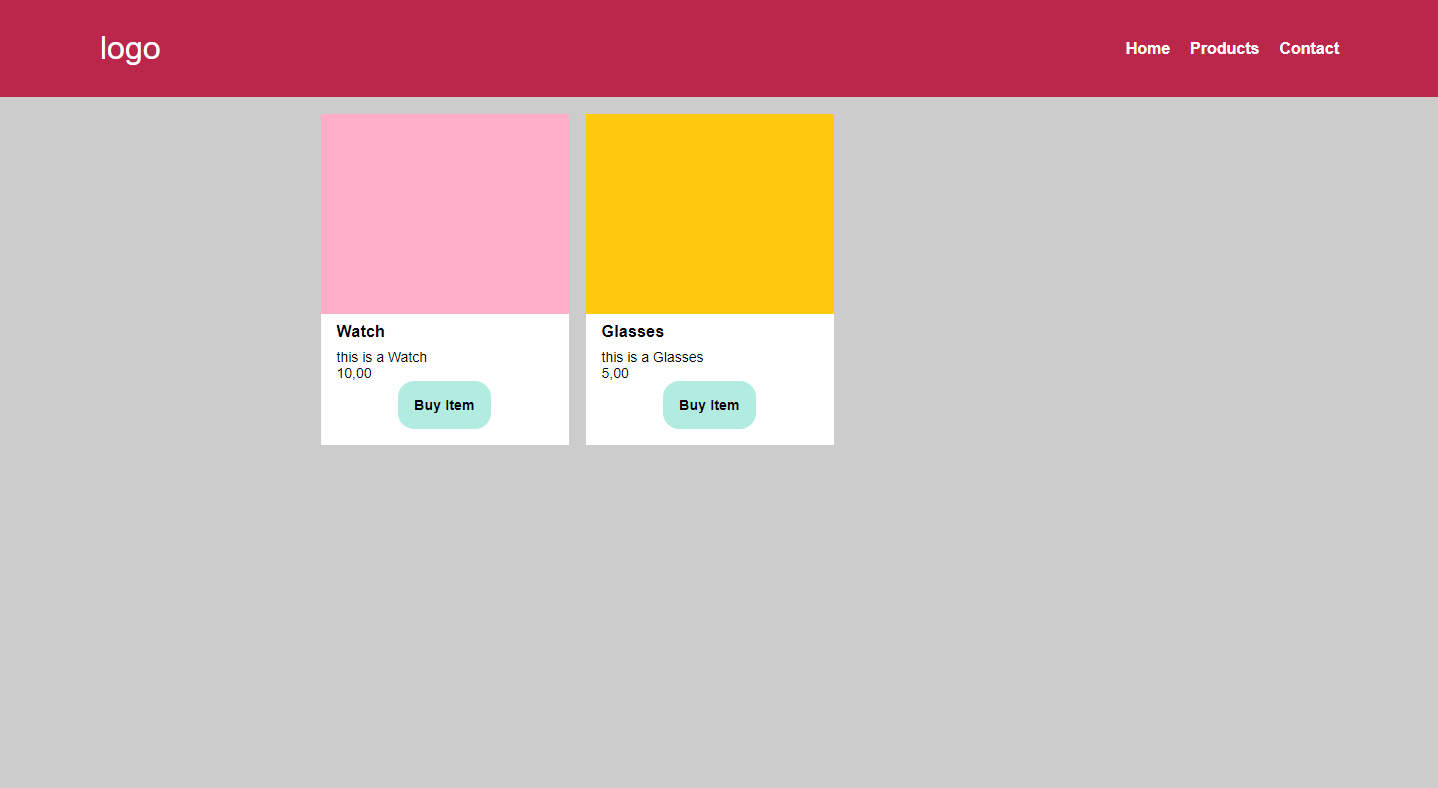 logo
Home Products Contact
Watch
this is a Watch
10,00
Buy Item
Glasses
this is a Glasses
5,00
Buy Item